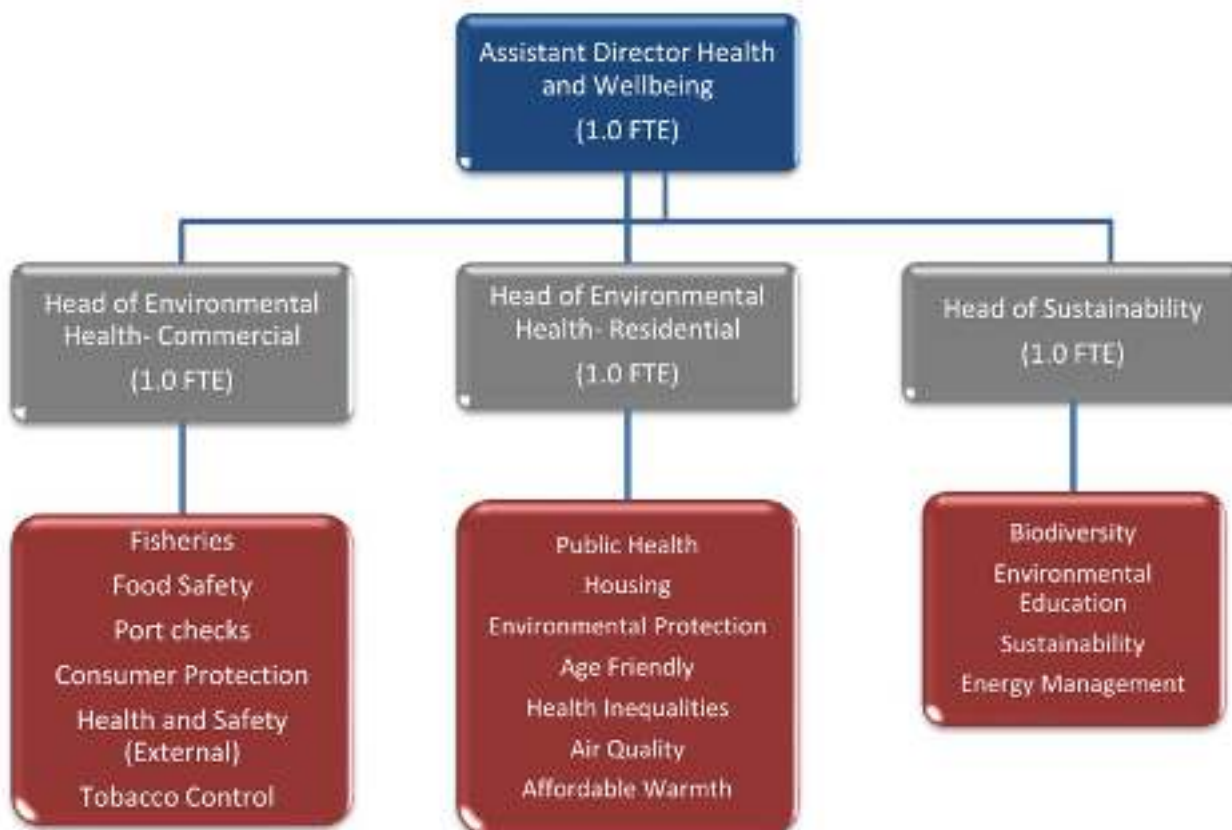 Assistant Director Health
and Wellbeing
(1.0 FTE)
Head of Environmental
Health- Commercial
(1.0 FTE)
Head of Environmental
Health- Residential
(1.0 FTE)
Head of Sustainability
(1.0 FTE)
Fisheries
Food Safety
Port checks
Consumer Protection
Health and Safety
(External)
Tobacco Control
Public Health
Housing
Environmental Protection
Age Friendly
Health Inequalities
Air Quality
Affordable Warmth
Biodiversity
Environmental
Education
Sustainability
Energy Management